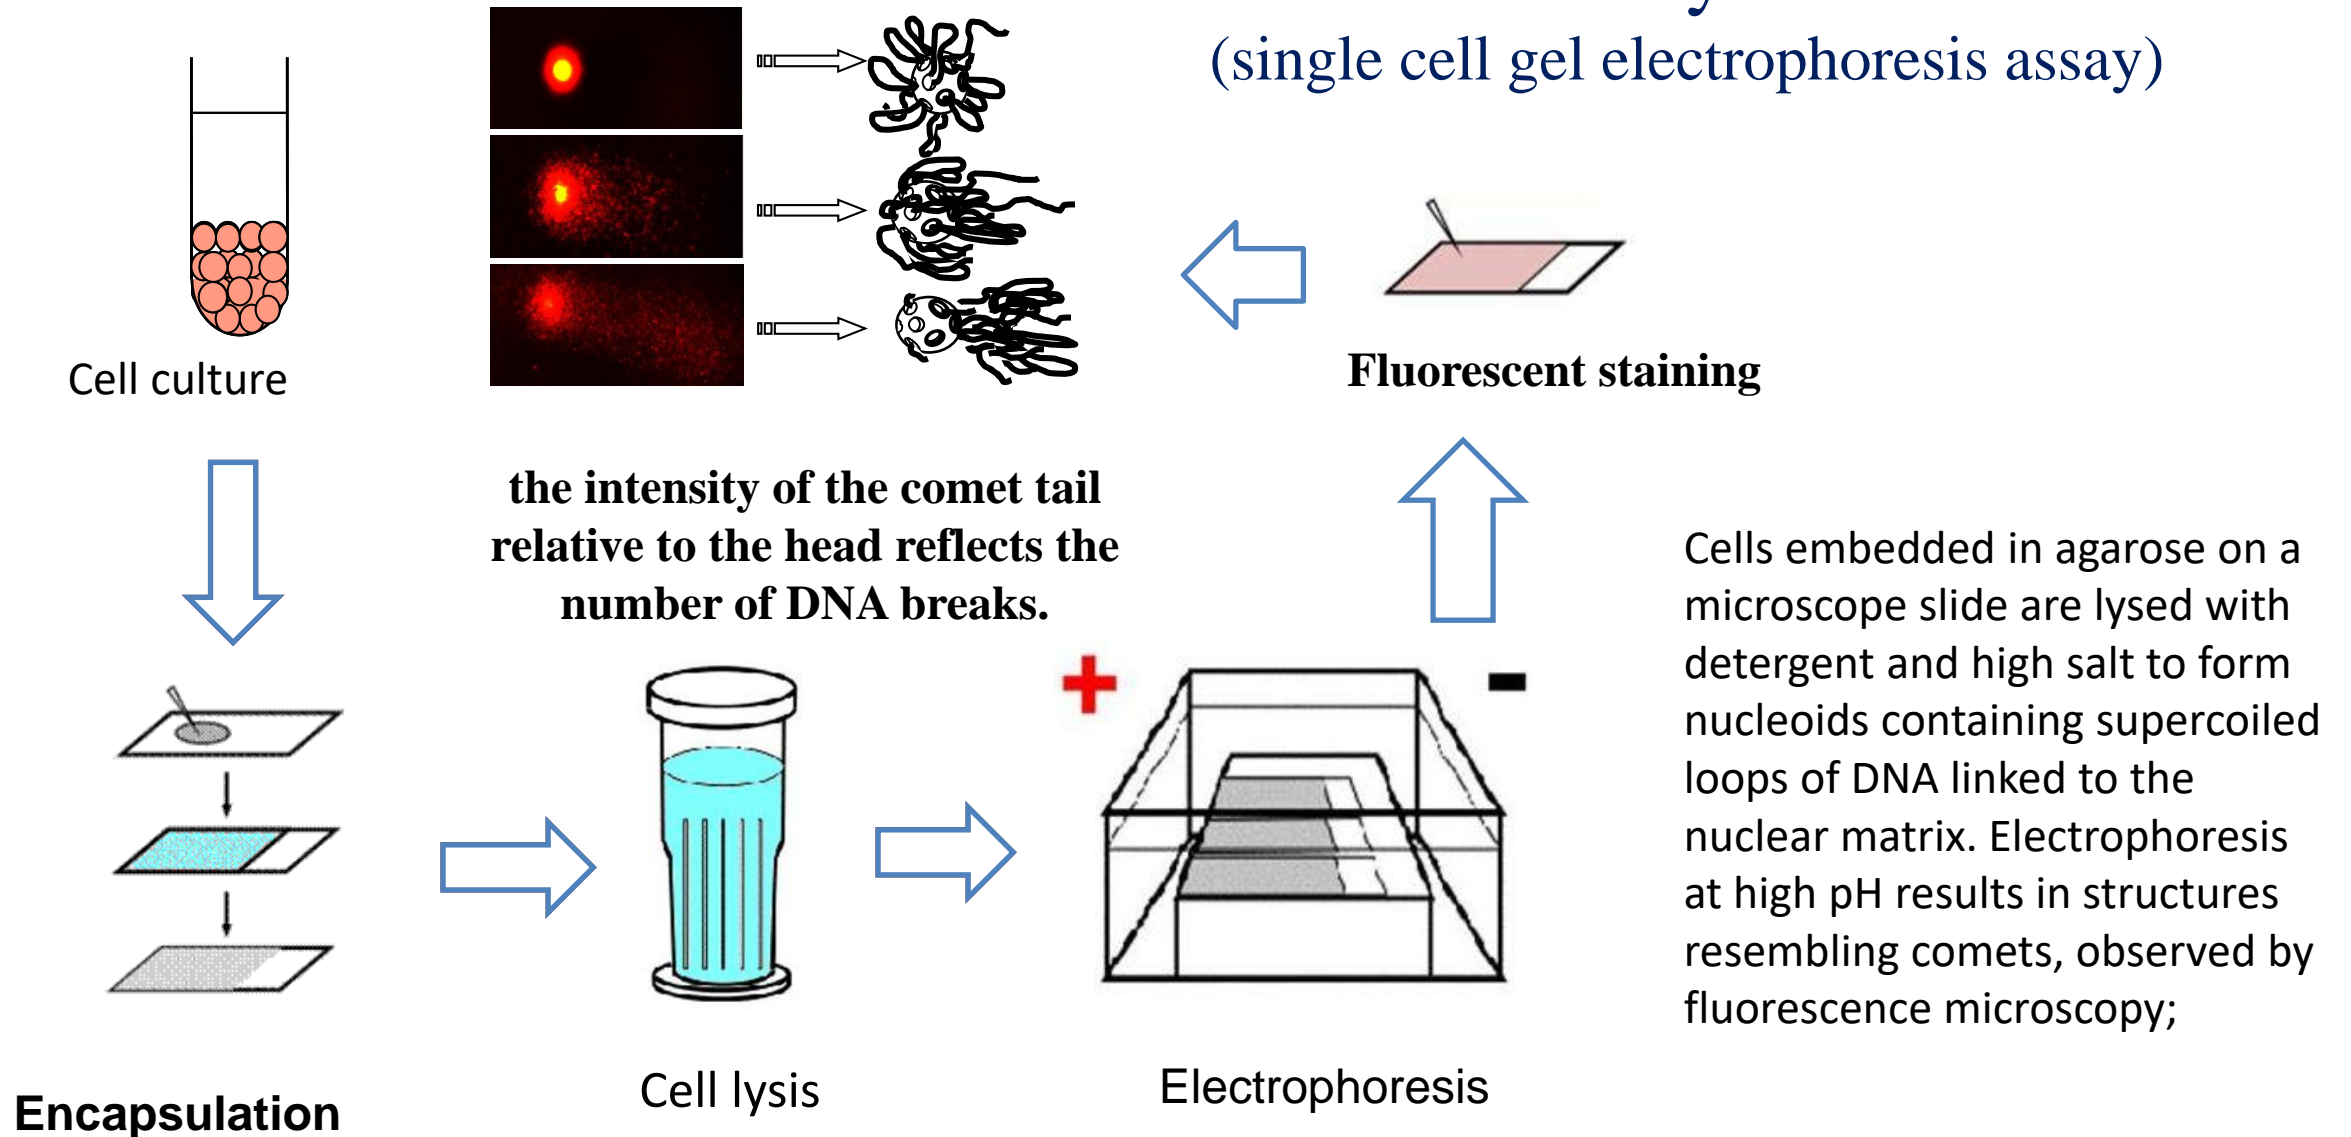 (single cell gel electrophoresis assay)
Cell culture
Fluorescent staining
the intensity of the comet tail
relative to the head reflects the
number of DNA breaks.
+
-
Cells embedded in agarose on a
microscope slide are lysed with
detergent and high salt to form
nucleoids containing supercoiled
loops of DNA linked to the
nuclear matrix. Electrophoresis
at high pH results in structures
resembling comets, observed by
fluorescence microscopy;
Encapsulation
Cell lysis
Electrophoresis